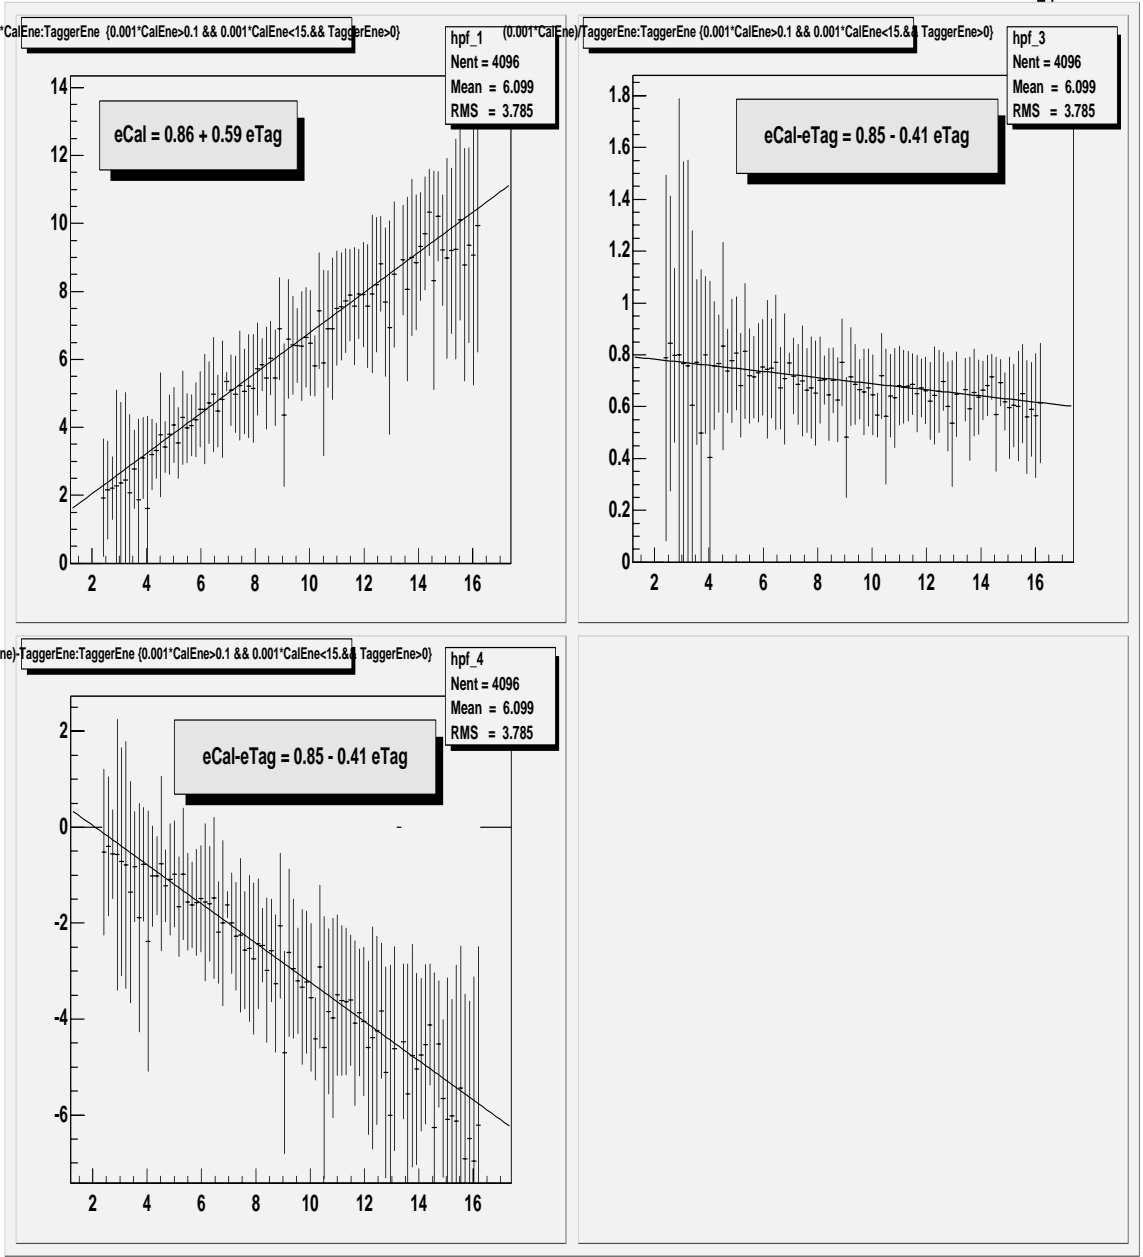 *CalEne:TaggerEne {0.001*CalEne>0.1 && 0.001*CalEne<15.&& TaggerEne>0}
hpf_1
Nent = 4096
Mean = 6.099
RMS = 3.785
eCal = 0.86 + 0.59 eTag
14
12
10
8
6
4
2
0
2 4 6 8 10 12 14 16
(0.001*CalEne)/TaggerEne:TaggerEne {0.001*CalEne>0.1 && 0.001*CalEne<15.&& TaggerEne>0}
hpf_3
Nent = 4096
Mean = 6.099
RMS = 3.785
eCal-eTag = 0.85 - 0.41 eTag
1.8
1.6
1.4
1.2
1
0.8
0.6
0.4
0.2
0
2 4 6 8 10 12 14 16
ne)-TaggerEne:TaggerEne {0.001*CalEne>0.1 && 0.001*CalEne<15.&& TaggerEne>0}
hpf_4
Nent = 4096
Mean = 6.099
RMS = 3.785
eCal-eTag = 0.85 - 0.41 eTag
2
0
-2
-4
-6
2 4 6 8 10 12 14 16